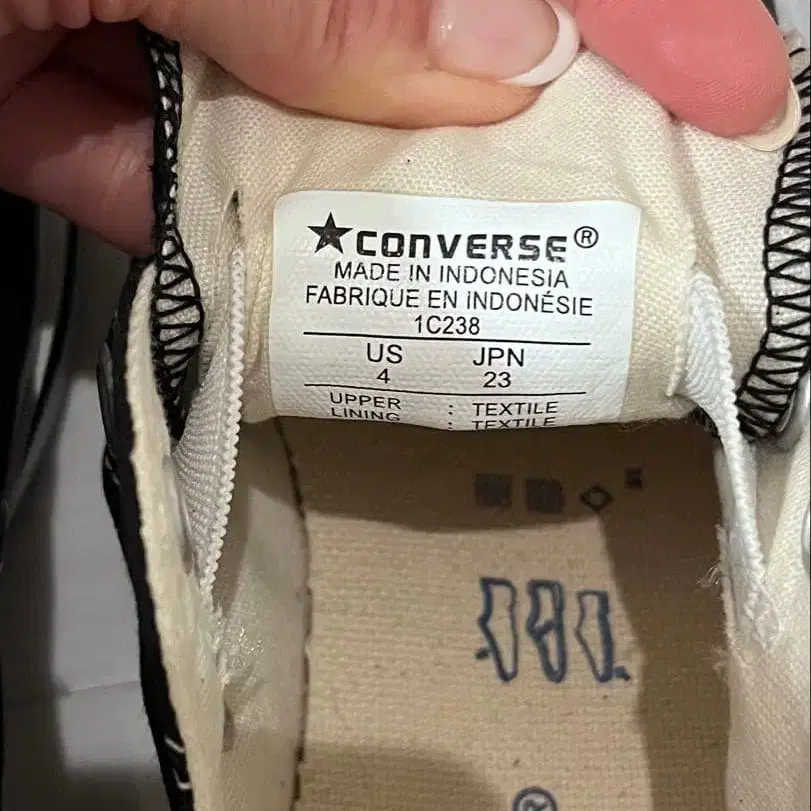 ★CONVERSE®
MADE IN INDONESIA
FABRIQUE EN INDONÉSIE
1C238
US JPN
4 23
UPPER : TEXTILE
LINING : TEXTILE
®